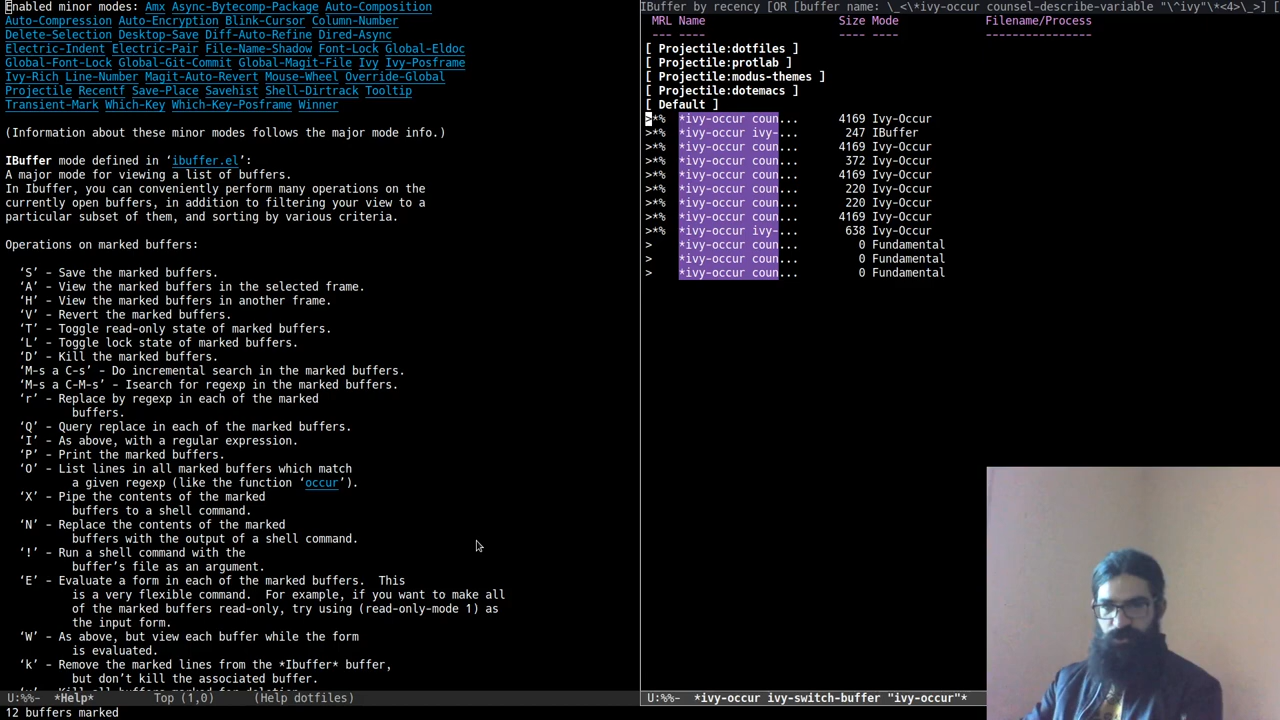 Enabled minor modes: Amx Async-Bytecomp-Package Auto-Composition
Auto-Compression Auto-Encryption Blink-Cursor Column-Number
Delete-Selection Desktop-Save Diff-Auto-Refine Dired-Async
Electric-Indent Electric-Pair File-Name-Shadow Font-Lock Global-Eldoc
Global-Font-Lock Global-Git-Commit Global-Magit-File Ivy Ivy-Posframe
Ivy-Rich Line-Number Magit-Auto-Revert Mouse-Wheel Override-Global
Projectile Recentf Save-Place Savehist Shell-Dirtrack Tooltip
Transient-Mark Which-Key Which-Key-Posframe Winner
(Information about these minor modes follows the major mode info.)
IBuffer mode defined in ‘ibuffer.el’:
A major mode for viewing a list of buffers.
In Ibuffer, you can conveniently perform many operations on the
currently open buffers, in addition to filtering your view to a
particular subset of them, and sorting by various criteria.
Operations on marked buffers:
‘S’ - Save the marked buffers.
‘A’ - View the marked buffers in the selected frame.
‘H’ - View the marked buffers in another frame.
‘V’ - Revert the marked buffers.
‘T’ - Toggle read-only state of marked buffers.
‘L’ - Toggle lock state of marked buffers.
‘D’ - Kill the marked buffers.
‘M-s a C-s’ - Do incremental search in the marked buffers.
‘M-s a C-M-s’ - Isearch for regexp in the marked buffers.
‘r’ - Replace by regexp in each of the marked
buffers.
‘Q’ - Query replace in each of the marked buffers.
‘I’ - As above, with a regular expression.
‘P’ - Print the marked buffers.
‘O’ - List lines in all marked buffers which match
a given regexp (like the function ‘occur’).
‘X’ - Pipe the contents of the marked
buffers to a shell command.
‘N’ - Replace the contents of the marked
buffers with the output of a shell command.
‘!’ - Run a shell command with the
buffer’s file as an argument.
‘E’ - Evaluate a form in each of the marked buffers.  This
is a very flexible command.  For example, if you want to make all
of the marked buffers read-only, try using (read-only-mode 1) as
the input form.
‘W’ - As above, but view each buffer while the form
is evaluated.
‘k’ - Remove the marked lines from the *Ibuffer* buffer,
but don’t kill the associated buffer.
U:%%-  *Help*         Top (1,0)      (Help dotfiles)
12 buffers marked
IBuffer by recency [OR [buffer name: \_<\*ivy-occur counsel-describe-variable "\^ivy"\*<4>\_>] [
MRL Name Size Mode Filename/Process
--- ---- ---- ---- ----------------
[ Projectile:dotfiles ]
[ Projectile:protlab ]
[ Projectile:modus-themes ]
[ Projectile:dotemacs ]
[ Default ]
>*% *ivy-occur coun... 4169 Ivy-Occur
>*% *ivy-occur ivy-... 247 IBuffer
>*% *ivy-occur coun... 4169 Ivy-Occur
>*% *ivy-occur coun... 372 Ivy-Occur
>*% *ivy-occur coun... 4169 Ivy-Occur
>*% *ivy-occur coun... 220 Ivy-Occur
>*% *ivy-occur coun... 220 Ivy-Occur
>*% *ivy-occur coun... 4169 Ivy-Occur
>*% *ivy-occur ivy-... 638 Ivy-Occur
> *ivy-occur coun... 0 Fundamental
> *ivy-occur coun... 0 Fundamental
> *ivy-occur coun... 0 Fundamental
U:%%-  *ivy-occur ivy-switch-buffer "ivy-occur"*